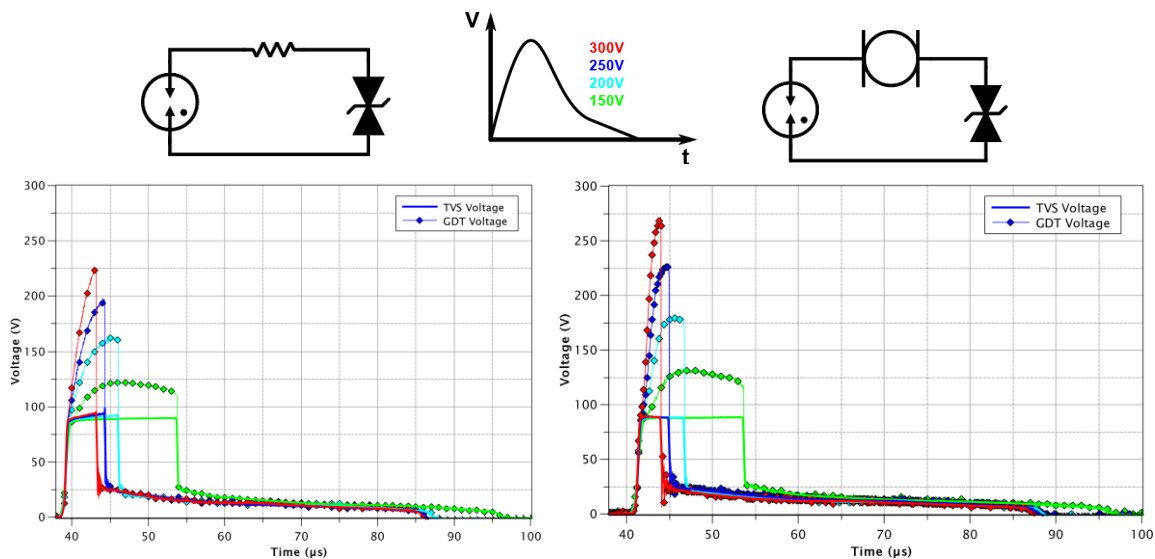 V
300V
250V
200V
150V
t
300
250
200
150
100
50
0
Voltage (V)
40 50 60 70 80 90 100
Time (µs)
TVS Voltage
GDT Voltage
300
250
200
150
100
50
0
Voltage (V)
40 50 60 70 80 90 100
Time (µs)
TVS Voltage
GDT Voltage